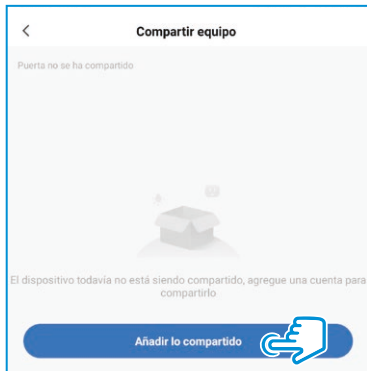 Compartir equipo
Puerta no se ha compartido
El dispositivo todavía no está siendo compartido, agregue una cuenta para
compartirlo
Añadir lo compartido